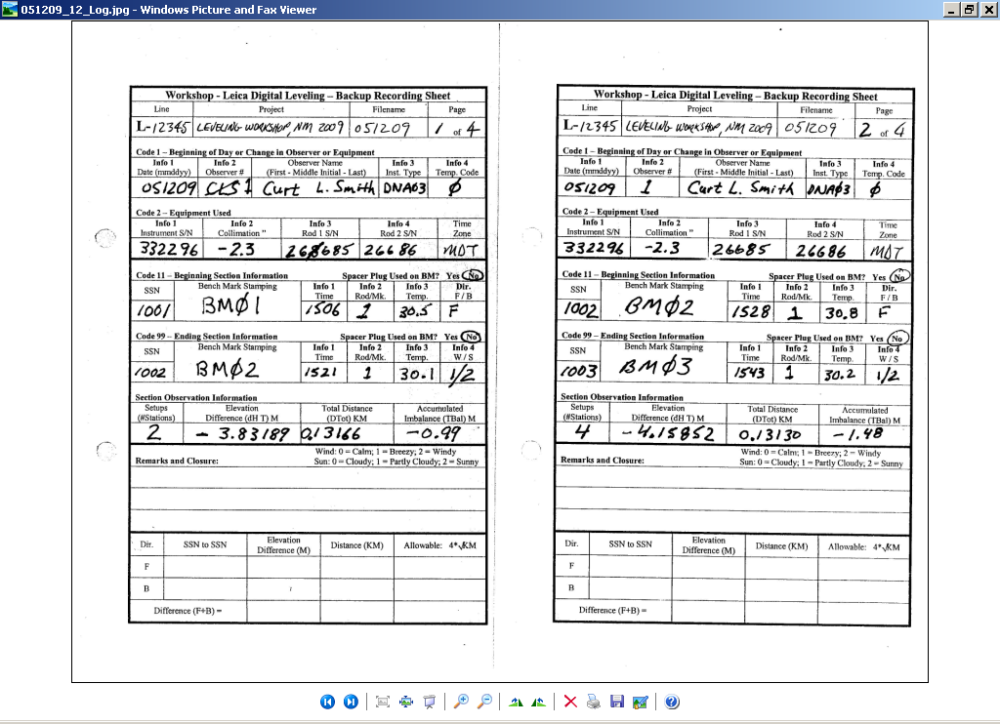 051209_12_Log.jpg - Windows Picture and Fax Viewer
Workshop - Leica Digital Leveling – Backup Recording Sheet
Line Project Filename Page
L-12345 LEVELING WORKSHOP, NM 2009 051209 1 of 4
Code 1 – Beginning of Day or Change in Observer or Equipment
Info 1 Info 2 Observer Name Info 3 Info 4
Date (mmddyy) Observer # (First - Middle Initial - Last) Inst. Type Temp. Code
051209 1 Curt L. Smith DNA03 0
Code 2 – Equipment Used
Info 1 Info 2 Info 3 Info 4 Time
Instrument S/N Collimation " Rod 1 S/N Rod 2 S/N Zone
332296 -2.3 26685 26686 MDT
Code 11 – Beginning Section Information Spacer Plug Used on BM? Yes No
SSN Bench Mark Stamping Info 1 Info 2 Info 3 Dir.
Time Rod/Mk. Temp. F / B
1001 BMØ1 1506 1 30.5 F
Code 99 – Ending Section Information Spacer Plug Used on BM? Yes No
SSN Bench Mark Stamping Info 1 Info 2 Info 3 Info 4
Time Rod/Mk. Temp. W / S
1002 BMØ2 1521 1 30.1 1/2
Section Observation Information
Setups Elevation Total Distance Accumulated
(#Stations) Difference (dH T) M (DTot) KM Imbalance (TBal) M
2 - 3.83189 0.13166 -0.99
Remarks and Closure: Wind: 0 = Calm; 1 = Breezy; 2 = Windy
Sun: 0 = Cloudy; 1 = Partly Cloudy; 2 = Sunny
Dir. SSN to SSN Elevation Difference (M) Distance (KM) Allowable: 4*√KM
F
B
Difference (F+B) =
Workshop - Leica Digital Leveling – Backup Recording Sheet
Line Project Filename Page
L-12345 LEVELING WORKSHOP, NM 2009 051209 2 of 4
Code 1 – Beginning of Day or Change in Observer or Equipment
Info 1 Info 2 Observer Name Info 3 Info 4
Date (mmddyy) Observer # (First - Middle Initial - Last) Inst. Type Temp. Code
051209 1 Curt L. Smith DNAØ3 Ø
Code 2 – Equipment Used
Info 1 Info 2 Info 3 Info 4 Time
Instrument S/N Collimation " Rod 1 S/N Rod 2 S/N Zone
332296 -2.3 26685 26686 MDT
Code 11 – Beginning Section Information Spacer Plug Used on BM? Yes No
SSN Bench Mark Stamping Info 1 Info 2 Info 3 Dir.
Time Rod/Mk. Temp. F / B
1002 BMØ2 1528 1 30.8 F
Code 99 – Ending Section Information Spacer Plug Used on BM? Yes No
SSN Bench Mark Stamping Info 1 Info 2 Info 3 Info 4
Time Rod/Mk. Temp. W / S
1003 BMØ3 1543 1 30.2 1/2
Section Observation Information
Setups Elevation Total Distance Accumulated
(#Stations) Difference (dH T) M (DTot) KM Imbalance (TBal) M
4 -4.15852 0.13130 -1.48
Remarks and Closure: Wind: 0 = Calm; 1 = Breezy; 2 = Windy
Sun: 0 = Cloudy; 1 = Partly Cloudy; 2 = Sunny
Dir. SSN to SSN Elevation Difference (M) Distance (KM) Allowable: 4*√KM
F
B
Difference (F+B) =